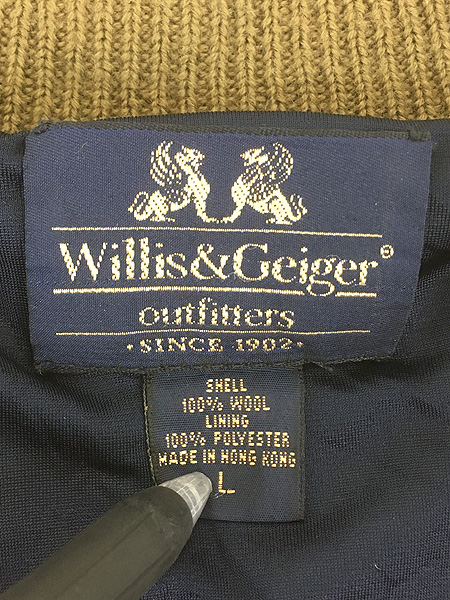 Willis&Geiger®
outfitters
·SINCE 1902·
SHELL
100% WOOL
LINING
100% POLYESTER
MADE IN HONG KONG
L